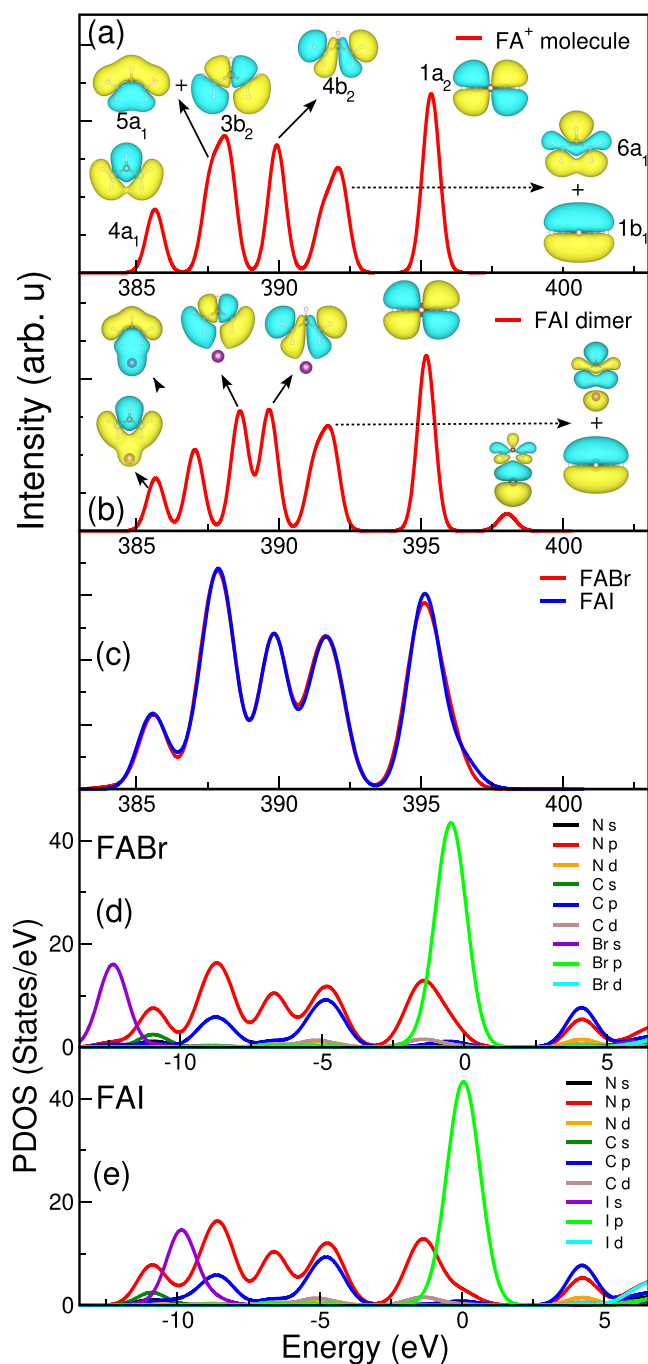 (a)
FA+ molecule
5a1
+
3b2
4b2
1a2
6a1
+
1b1
4a1
385 390 395 400
Intensity (arb. u)
FAI dimer
+
(b)
385 390 395 400
FABr
FAI
(c)
385 390 395 400
PDOS (States/eV)
FABr
(d)
40
20
0
N s
N p
N d
C s
C p
C d
Br s
Br p
Br d
-10 -5 0 5
FAI
(e)
40
20
0
N s
N p
N d
C s
C p
C d
I s
I p
I d
-10 -5 0 5
Energy (eV)